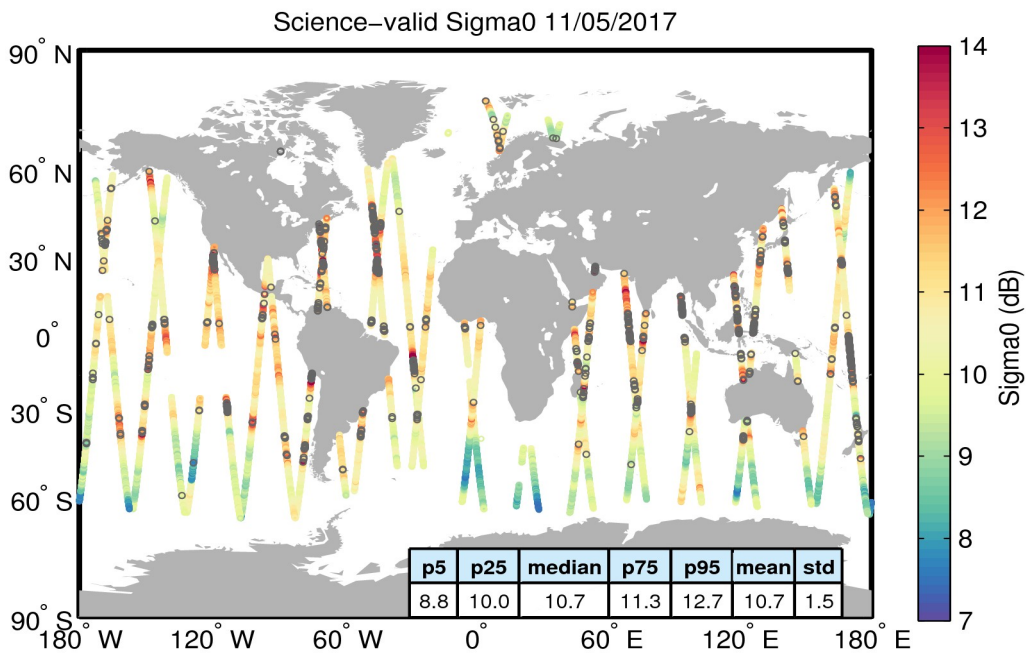 Science−valid Sigma0 11/05/2017
90° N
60° N
30° N
0°
30° S
60° S
90° S
180° W
120° W
60° W
0°
60° E
120° E
180° E
p5 p25 median p75 p95 mean std
8.8 10.0 10.7 11.3 12.7 10.7 1.5
14
13
12
11
10
9
8
7
Sigma0 (dB)